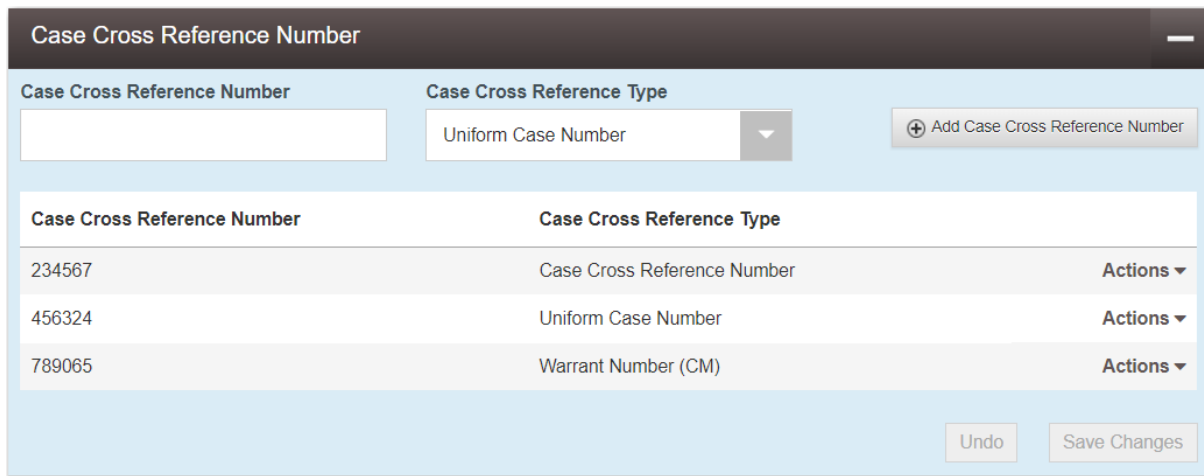 Case Cross Reference Number
Case Cross Reference Number Case Cross Reference Type
Uniform Case Number
Add Case Cross Reference Number
Case Cross Reference Number Case Cross Reference Type
234567 Case Cross Reference Number Actions
456324 Uniform Case Number Actions
789065 Warrant Number (CM) Actions
Undo Save Changes